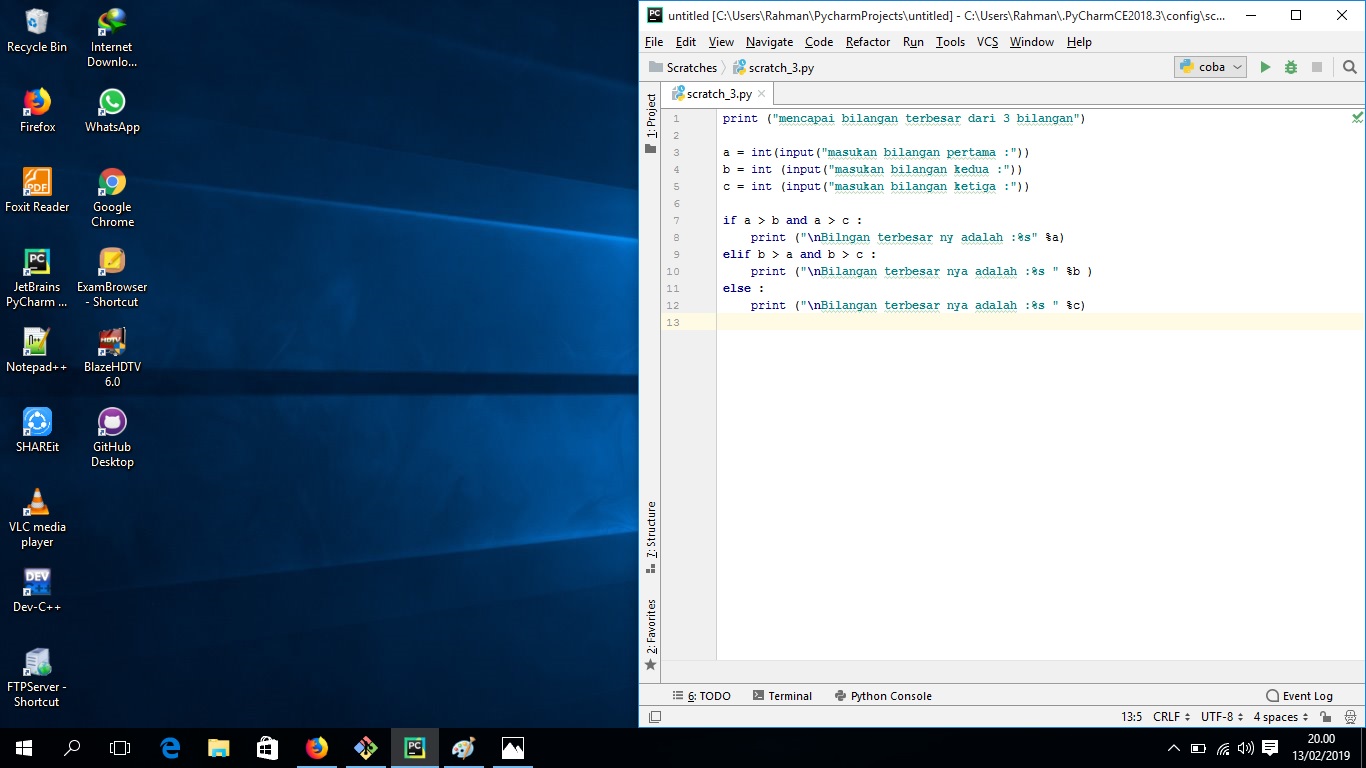 Recycle Bin
Internet
Downlo...
Firefox
WhatsApp
Foxit Reader
Google
Chrome
JetBrains
PyCharm ...
ExamBrowser
- Shortcut
Notepad++
BlazeHDTV
6.0
SHAREit
GitHub
Desktop
VLC media
player
Dev-C++
FTPServer -
Shortcut
untitled [C:\Users\Rahman\PycharmProjects\untitled] - C:\Users\Rahman\.PyCharmCE2018.3\config\sc...
File Edit View Navigate Code Refactor Run Tools VCS Window Help
Scratches scratch_3.py coba
scratch_3.py
1: Project
7: Structure
2: Favorites
1 print ("mencapai bilangan terbesar dari 3 bilangan")
2
3 a = int(input("masukan bilangan pertama :"))
4 b = int (input("masukan bilangan kedua :"))
5 c = int (input("masukan bilangan ketiga :"))
6
7 if a > b and a > c :
8     print ("\nBilngan terbesar ny adalah :%s" %a)
9 elif b > a and b > c :
10     print ("\nBilangan terbesar nya adalah :%s " %b )
11 else :
12     print ("\nBilangan terbesar nya adalah :%s " %c)
13
6: TODO Terminal Python Console Event Log
13:5 CRLF UTF-8 4 spaces
20.00
13/02/2019